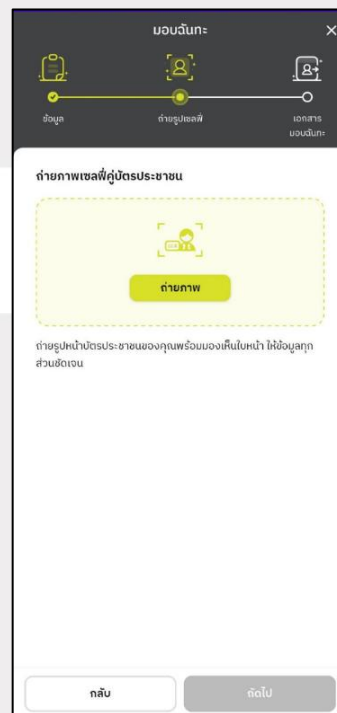 มอบฉันทะ
ข้อมูล
ถ่ายรูปเซลฟี่
เอกสาร
มอบฉันทะ
ถ่ายภาพเซลฟี่คู่บัตรประชาชน
ถ่ายภาพ
ถ่ายรูปหน้าบัตรประชาชนของคุณพร้อมมองเห็นใบหน้า ให้ข้อมูลทุก
ส่วนชัดเจน
กลับ
ถัดไป